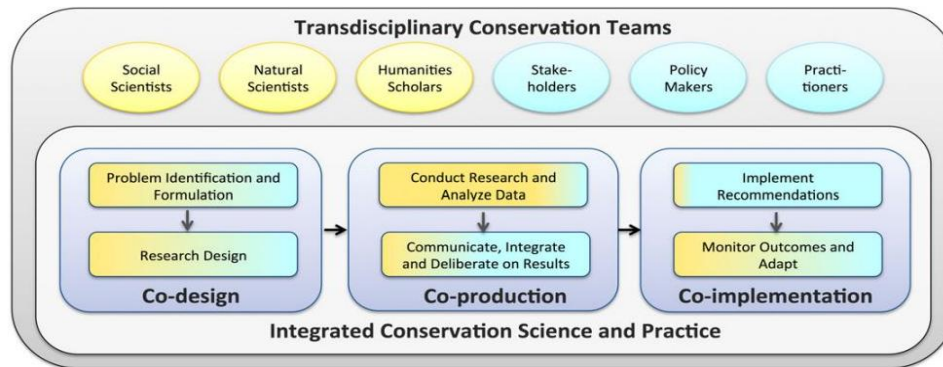 Transdisciplinary Conservation Teams
Social
Scientists
Natural
Scientists
Humanities
Scholars
Stake-
holders
Policy
Makers
Practi-
tioners
Problem Identification and
Formulation
Research Design
Co-design
Conduct Research and
Analyze Data
Communicate, Integrate
and Deliberate on Results
Co-production
Implement
Recommendations
Monitor Outcomes and
Adapt
Co-implementation
Integrated Conservation Science and Practice